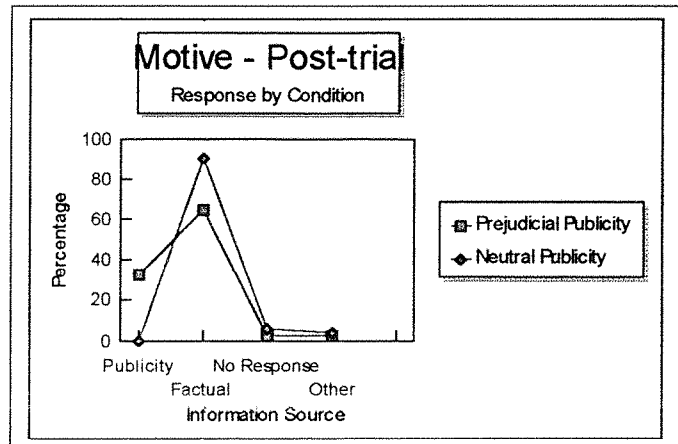 Motive - Post-trial
Response by Condition
100
80
60
40
20
0
Percentage
Publicity
No Response
Factual
Other
Information Source
Prejudicial Publicity
Neutral Publicity